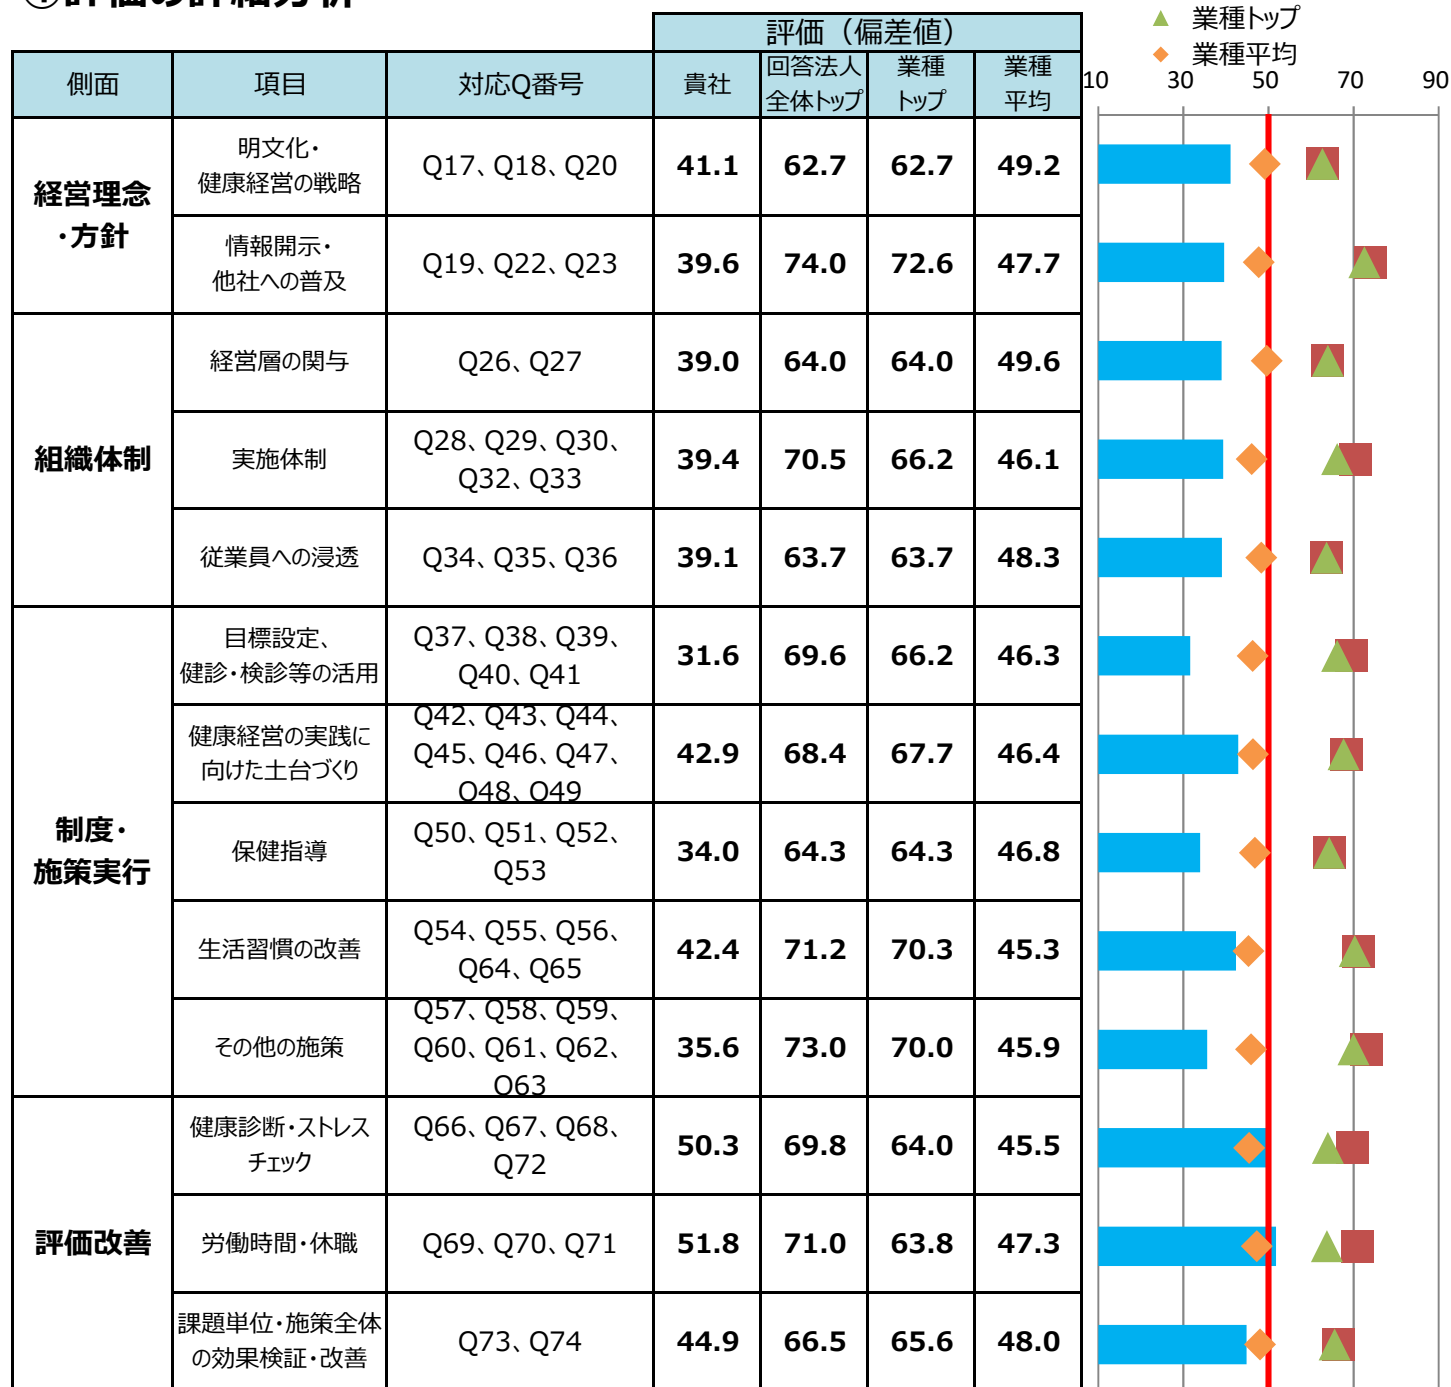 ①評価の詳細分析
▲ 業種トップ
◆ 業種平均
評価（偏差値）
側面 項目 対応Q番号 貴社 回答法人 業種 業種
全体トップ トップ 平均
10 30 50 70 90
経営理念
・方針
明文化・
健康経営の戦略
Q17、Q18、Q20 41.1 62.7 62.7 49.2
情報開示・
他社への普及
Q19、Q22、Q23 39.6 74.0 72.6 47.7
組織体制
経営層の関与 Q26、Q27 39.0 64.0 64.0 49.6
実施体制
Q28、Q29、Q30、
Q32、Q33
39.4 70.5 66.2 46.1
従業員への浸透 Q34、Q35、Q36 39.1 63.7 63.7 48.3
制度・
施策実行
目標設定、
健診・検診等の活用
Q37、Q38、Q39、
Q40、Q41
31.6 69.6 66.2 46.3
健康経営の実践に
向けた土台づくり
Q42、Q43、Q44、
Q45、Q46、Q47、
Q48、Q49
42.9 68.4 67.7 46.4
保健指導
Q50、Q51、Q52、
Q53
34.0 64.3 64.3 46.8
生活習慣の改善
Q54、Q55、Q56、
Q64、Q65
42.4 71.2 70.3 45.3
その他の施策
Q57、Q58、Q59、
Q60、Q61、Q62、
Q63
35.6 73.0 70.0 45.9
評価改善
健康診断・ストレス
チェック
Q66、Q67、Q68、
Q72
50.3 69.8 64.0 45.5
労働時間・休職 Q69、Q70、Q71 51.8 71.0 63.8 47.3
課題単位・施策全体
の効果検証・改善
Q73、Q74 44.9 66.5 65.6 48.0